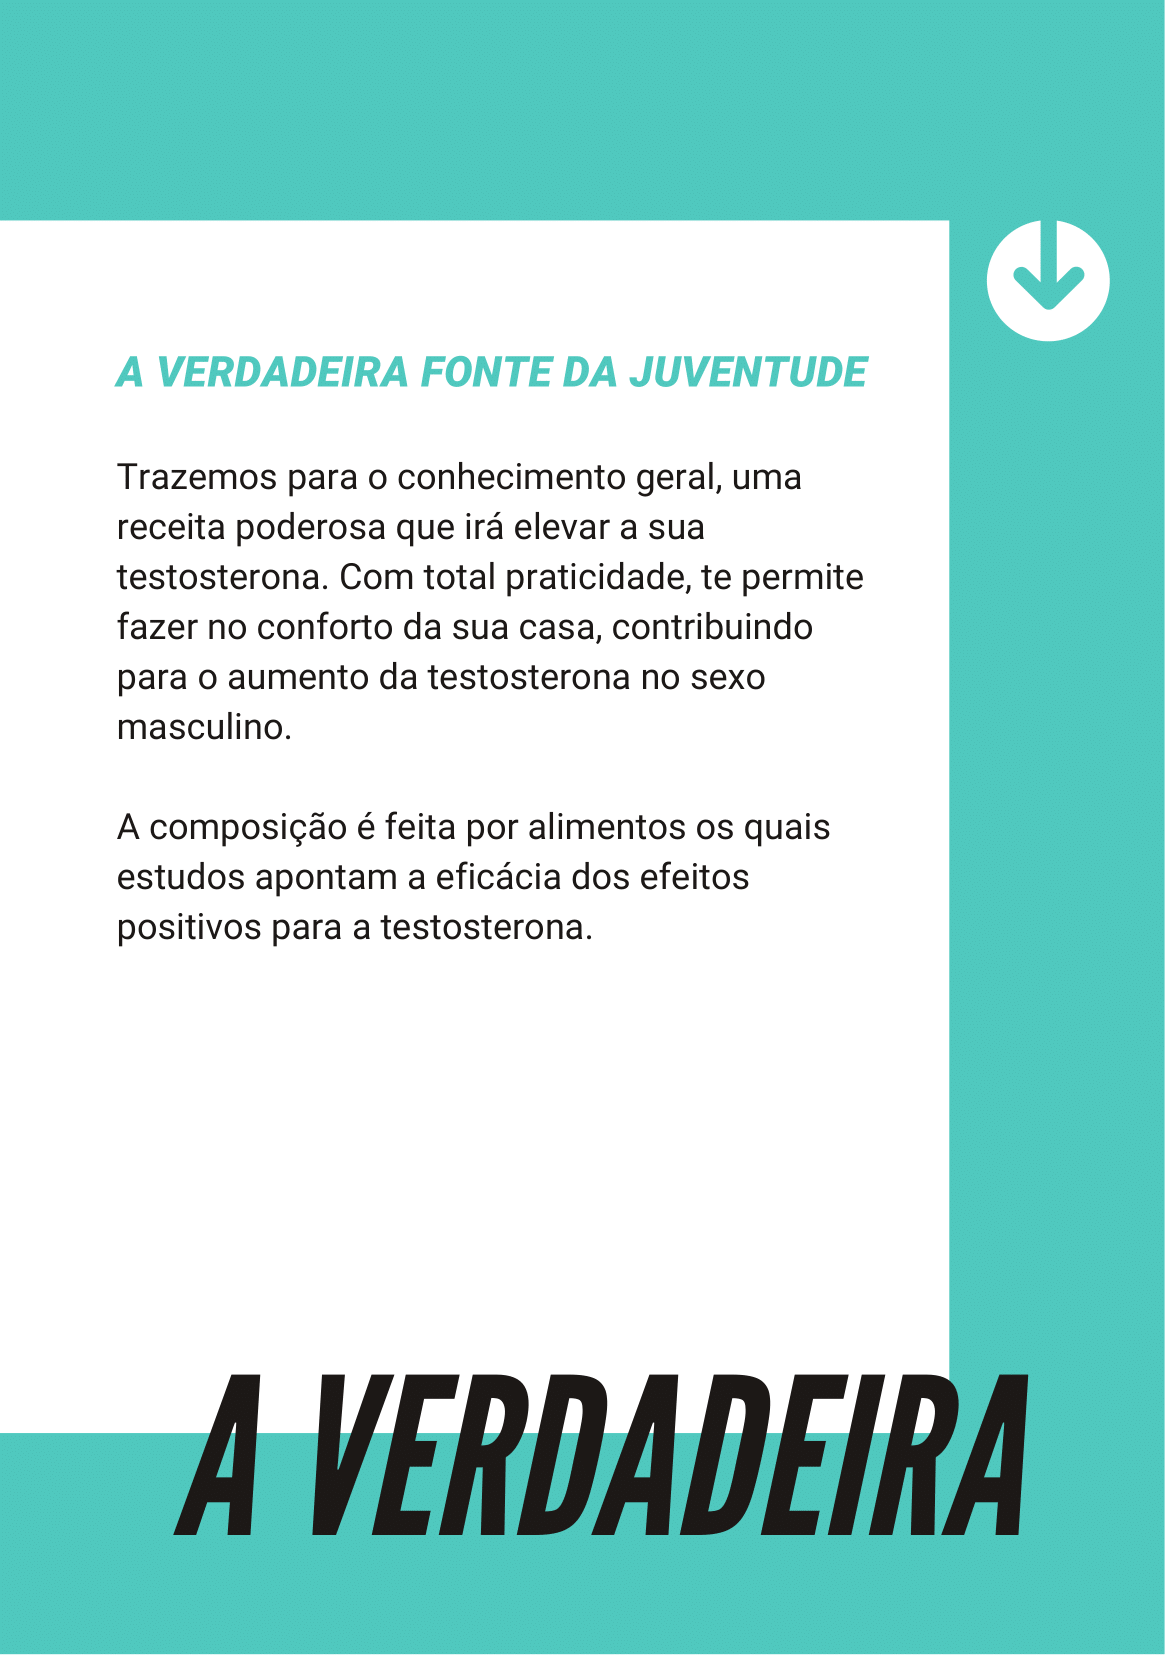 A VERDADEIRA FONTE DA JUVENTUDE
Trazemos para o conhecimento geral, uma
receita poderosa que irá elevar a sua
testosterona. Com total praticidade, te permite
fazer no conforto da sua casa, contribuindo
para o aumento da testosterona no sexo
masculino.
A composição é feita por alimentos os quais
estudos apontam a eficácia dos efeitos
positivos para a testosterona.
A VERDADEIRA